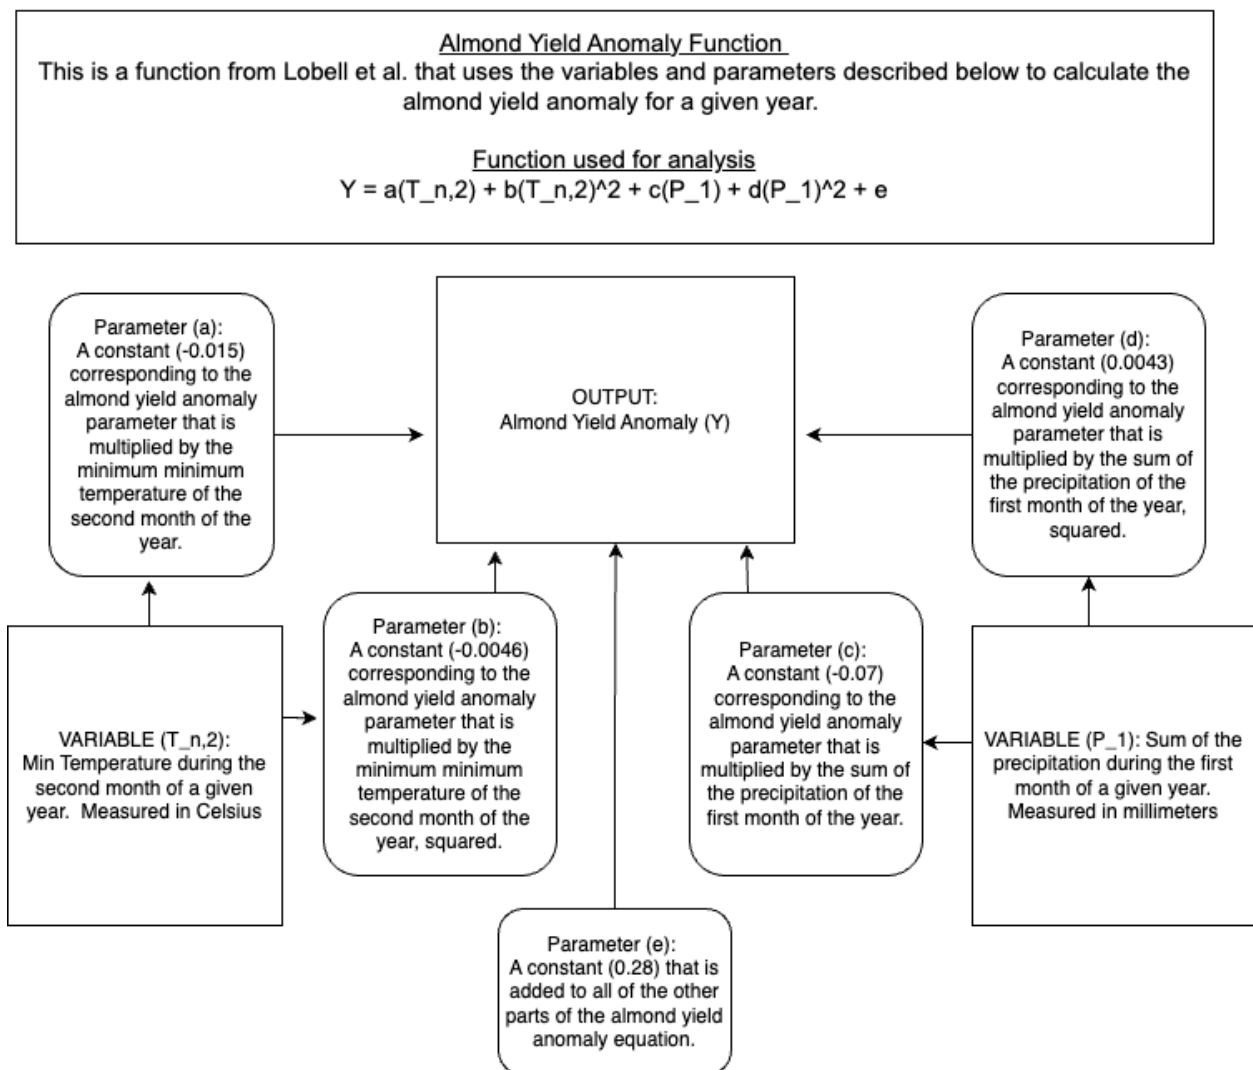 Almond Yield Anomaly Function
This is a function from Lobell et al. that uses the variables and parameters described below to calculate the
almond yield anomaly for a given year.
Function used for analysis
Y = a(T_n,2) + b(T_n,2)^2 + c(P_1) + d(P_1)^2 + e
Parameter (a):
A constant (-0.015)
corresponding to the
almond yield anomaly
parameter that is
multiplied by the
minimum minimum
temperature of the
second month of the
year.
OUTPUT:
Almond Yield Anomaly (Y)
Parameter (d):
A constant (0.0043)
corresponding to the
almond yield anomaly
parameter that is
multiplied by the sum of
the precipitation of the
first month of the year,
squared.
VARIABLE (T_n,2):
Min Temperature during the
second month of a given
year.  Measured in Celsius
Parameter (b):
A constant (-0.0046)
corresponding to the
almond yield anomaly
parameter that is
multiplied by the
minimum minimum
temperature of the
second month of the
year, squared.
Parameter (c):
A constant (-0.07)
corresponding to the
almond yield anomaly
parameter that is
multiplied by the sum of
the precipitation of the
first month of the year.
VARIABLE (P_1): Sum of the
precipitation during the first
month of a given year.
Measured in millimeters
Parameter (e):
A constant (0.28) that is
added to all of the other
parts of the almond yield
anomaly equation.